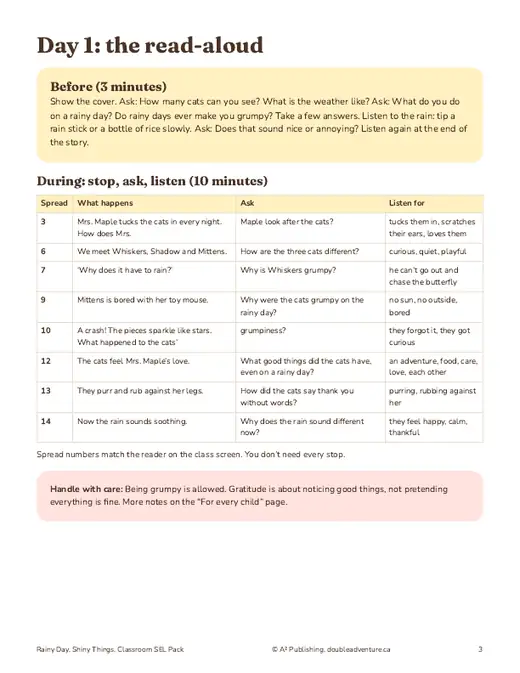 Day 1: the read-aloud
Before (3 minutes)
Show the cover. Ask: How many cats can you see? What is the weather like? Ask: What do you do
on a rainy day? Do rainy days ever make you grumpy? Take a few answers. Listen to the rain: tip a
rain stick or a bottle of rice slowly. Ask: Does that sound nice or annoying? Listen again at the end of
the story.
During: stop, ask, listen (10 minutes)
Spread What happens Ask Listen for
3 Mrs. Maple tucks the cats in every night. Maple look after the cats? tucks them in, scratches
How does Mrs. their ears, loves them
6 We meet Whiskers, Shadow and Mittens. How are the three cats different? curious, quiet, playful
7 'Why does it have to rain?' Why is Whiskers grumpy? he can't go out and
chase the butterfly
9 Mittens is bored with her toy mouse. Why were the cats grumpy on the no sun, no outside,
rainy day? bored
10 A crash! The pieces sparkle like stars. grumpiness? they forgot it, they got
What happened to the cats' curious
12 The cats feel Mrs. Maple's love. What good things did the cats have, an adventure, food, care,
even on a rainy day? love, each other
13 They purr and rub against her legs. How did the cats say thank you purring, rubbing against
without words? her
14 Now the rain sounds soothing. Why does the rain sound different they feel happy, calm,
now? thankful
Spread numbers match the reader on the class screen. You don't need every stop.
Handle with care: Being grumpy is allowed. Gratitude is about noticing good things, not pretending
everything is fine. More notes on the "For every child" page.
Rainy Day, Shiny Things, Classroom SEL Pack © A² Publishing, doubleadventure.ca 3